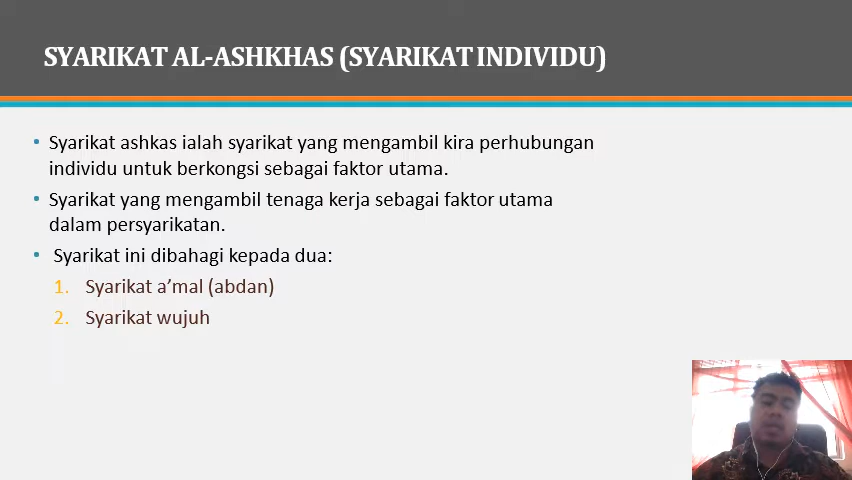 SYARIKAT AL-ASHKHAS (SYARIKAT INDIVIDU)
• Syarikat ashkas ialah syarikat yang mengambil kira perhubungan
individu untuk berkongsi sebagai faktor utama.
• Syarikat yang mengambil tenaga kerja sebagai faktor utama
dalam persyarikatan.
• Syarikat ini dibahagi kepada dua:
1. Syarikat a’mal (abdan)
2. Syarikat wujuh